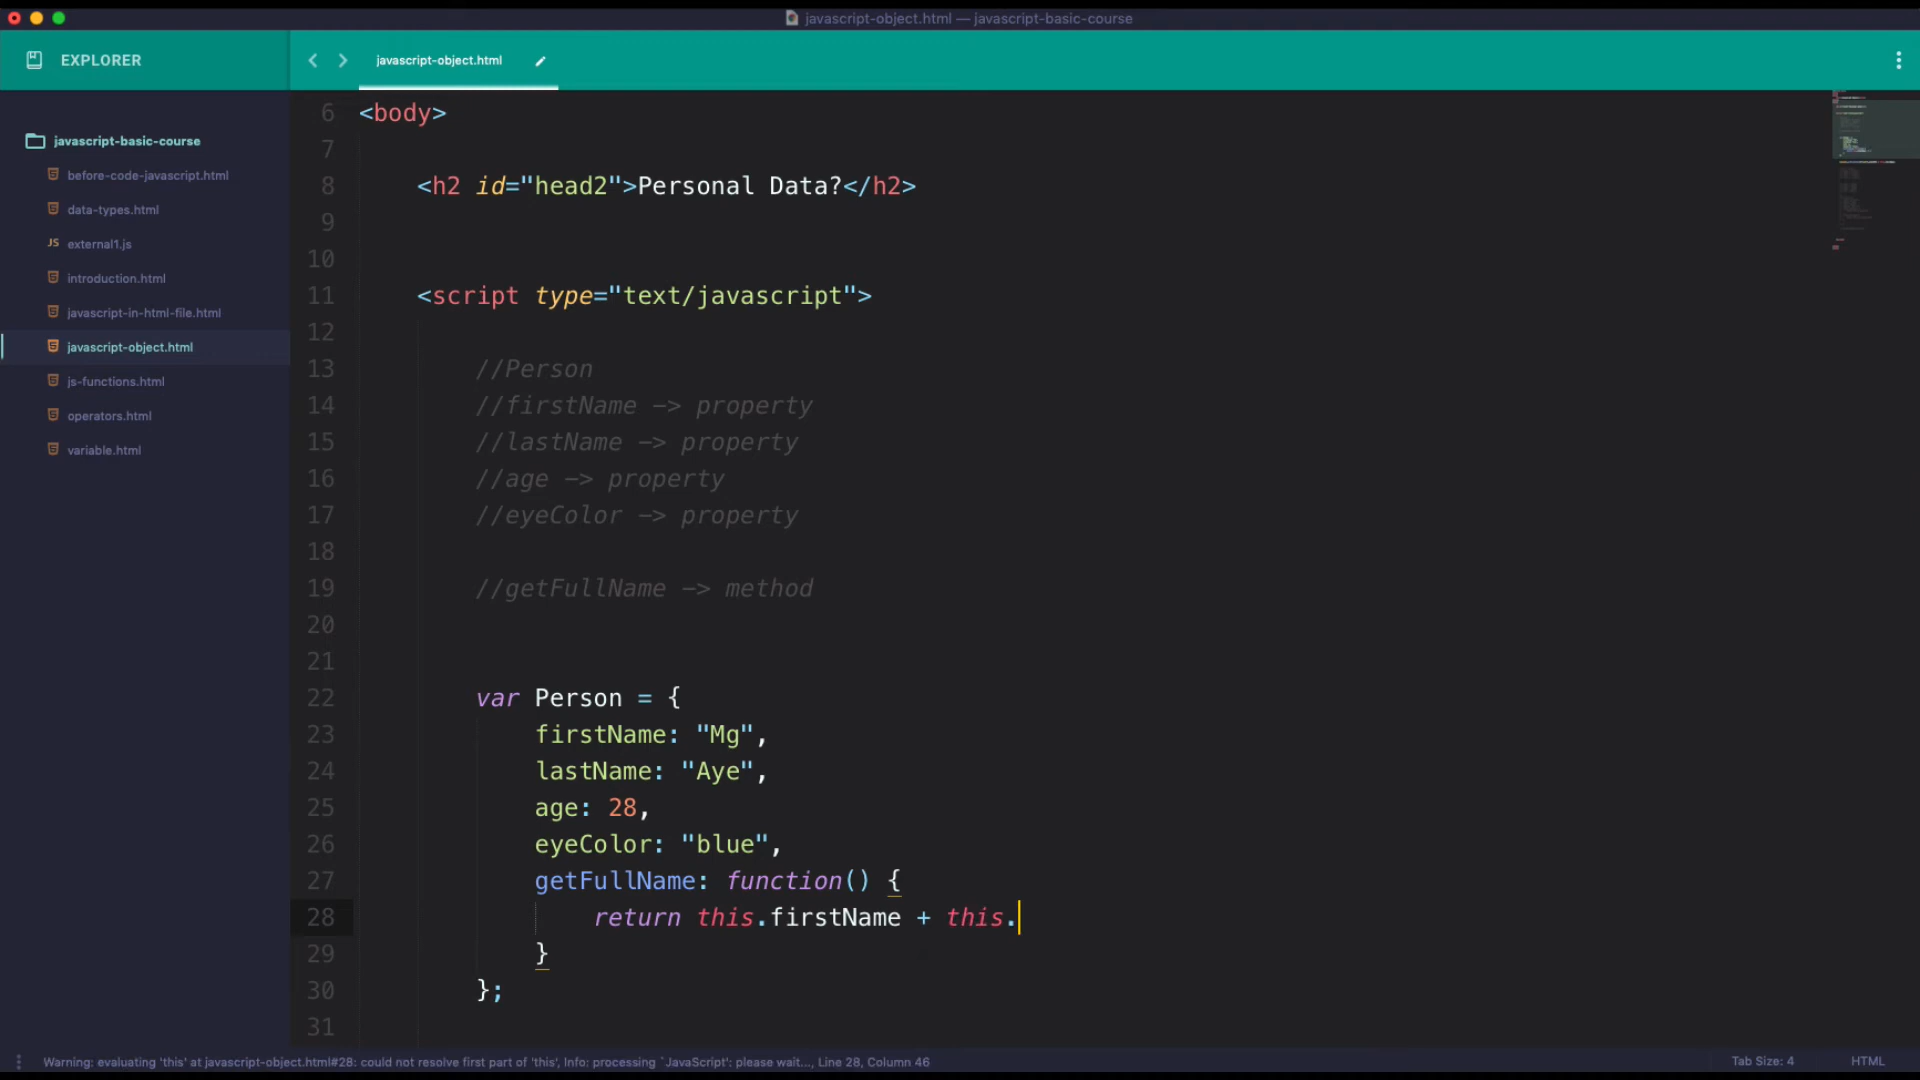 javascript-object.html — javascript-basic-course
EXPLORER
javascript-object.html
javascript-basic-course
before-code-javascript.html
data-types.html
JS external1.js
introduction.html
javascript-in-html-file.html
javascript-object.html
js-functions.html
operators.html
variable.html
6 <body>
7
8 <h2 id="head2">Personal Data?</h2>
9
10
11 <script type="text/javascript">
12
13 //Person
14 //firstName -> property
15 //lastName -> property
16 //age -> property
17 //eyeColor -> property
18
19 //getFullName -> method
20
21
22 var Person = {
23 firstName: "Mg",
24 lastName: "Aye",
25 age: 28,
26 eyeColor: "blue",
27 getFullName: function() {
28 return this.firstName + this.
29 }
30 };
31
Warning: evaluating 'this' at javascript-object.html#28: could not resolve first part of 'this', Info: processing `JavaScript': please wait..., Line 28, Column 46
Tab Size: 4
HTML